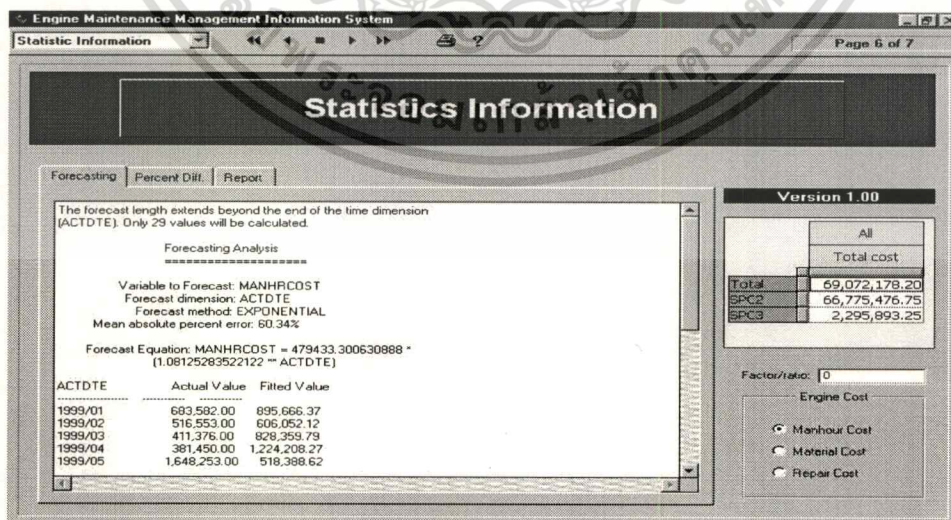 Engine Maintenance Management Information System
Statistic Information
?
Page 6 of 7
Statistics Information
Forecasting
Percent Diff.
Report
The forecast length extends beyond the end of the time dimension
(ACTDTE). Only 29 values will be calculated.
Forecasting Analysis
====================
Variable to Forecast: MANHRCOST
Forecast dimension: ACTDTE
Forecast method: EXPONENTIAL
Mean absolute percent error: 60.34%
Forecast Equation: MANHRCOST = 479433.300630888 *
(1.08125283522122 ** ACTDTE)
ACTDTE Actual Value Fitted Value
1999/01 683,582.00 895,666.37
1999/02 516,553.00 606,052.12
1999/03 411,376.00 828,359.79
1999/04 381,450.00 1,224,208.27
1999/05 1,648,253.00 518,388.62
Version 1.00
All
Total cost
Total 69,072,178.20
SPC2 66,775,476.75
SPC3 2,295,893.25
Factor/ratio: 0
Engine Cost
Manhour Cost
Material Cost
Repair Cost